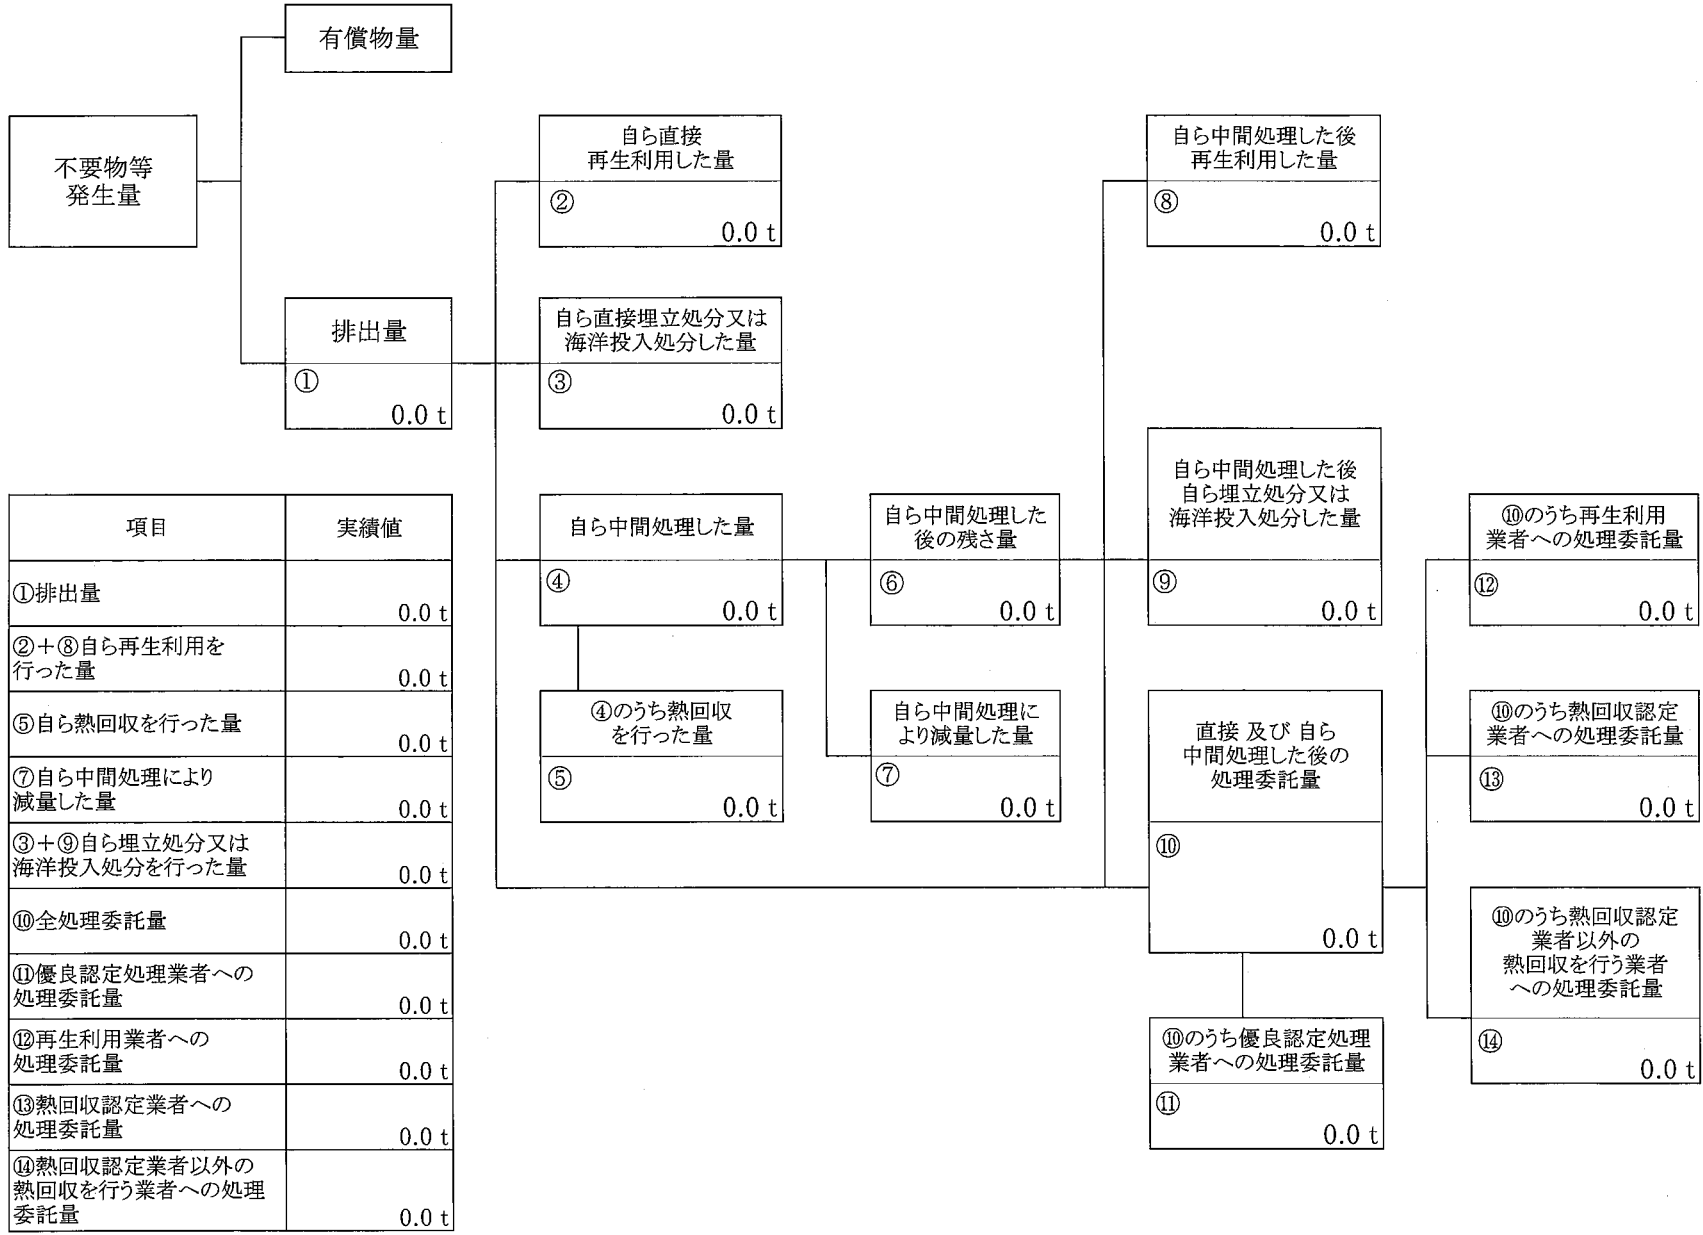 有償物量
不要物等
発生量
排出量
①
0.0 t
自ら直接
再生利用した量
②
0.0 t
自ら直接埋立処分又は
海洋投入処分した量
③
0.0 t
自ら中間処理した量
④
0.0 t
④のうち熱回収
を行った量
⑤
0.0 t
自ら中間処理した
後の残さ量
⑥
0.0 t
自ら中間処理に
より減量した量
⑦
0.0 t
自ら中間処理した後
再生利用した量
⑧
0.0 t
自ら中間処理した後
自ら埋立処分又は
海洋投入処分した量
⑨
0.0 t
直接 及び 自ら
中間処理した後の
処理委託量
⑩
0.0 t
⑩のうち優良認定処理
業者への処理委託量
⑪
0.0 t
⑩のうち再生利用
業者への処理委託量
⑫
0.0 t
⑩のうち熱回収認定
業者への処理委託量
⑬
0.0 t
⑩のうち熱回収認定
業者以外の
熱回収を行う業者
への処理委託量
⑭
0.0 t
項目 実績値
①排出量
0.0 t
②+⑧自ら再生利用を
行った量
0.0 t
⑤自ら熱回収を行った量
0.0 t
⑦自ら中間処理により
減量した量
0.0 t
③+⑨自ら埋立処分又は
海洋投入処分を行った量
0.0 t
⑩全処理委託量
0.0 t
⑪優良認定処理業者への
処理委託量
0.0 t
⑫再生利用業者への
処理委託量
0.0 t
⑬熱回収認定業者への
処理委託量
0.0 t
⑭熱回収認定業者以外の
熱回収を行う業者への処理
委託量
0.0 t